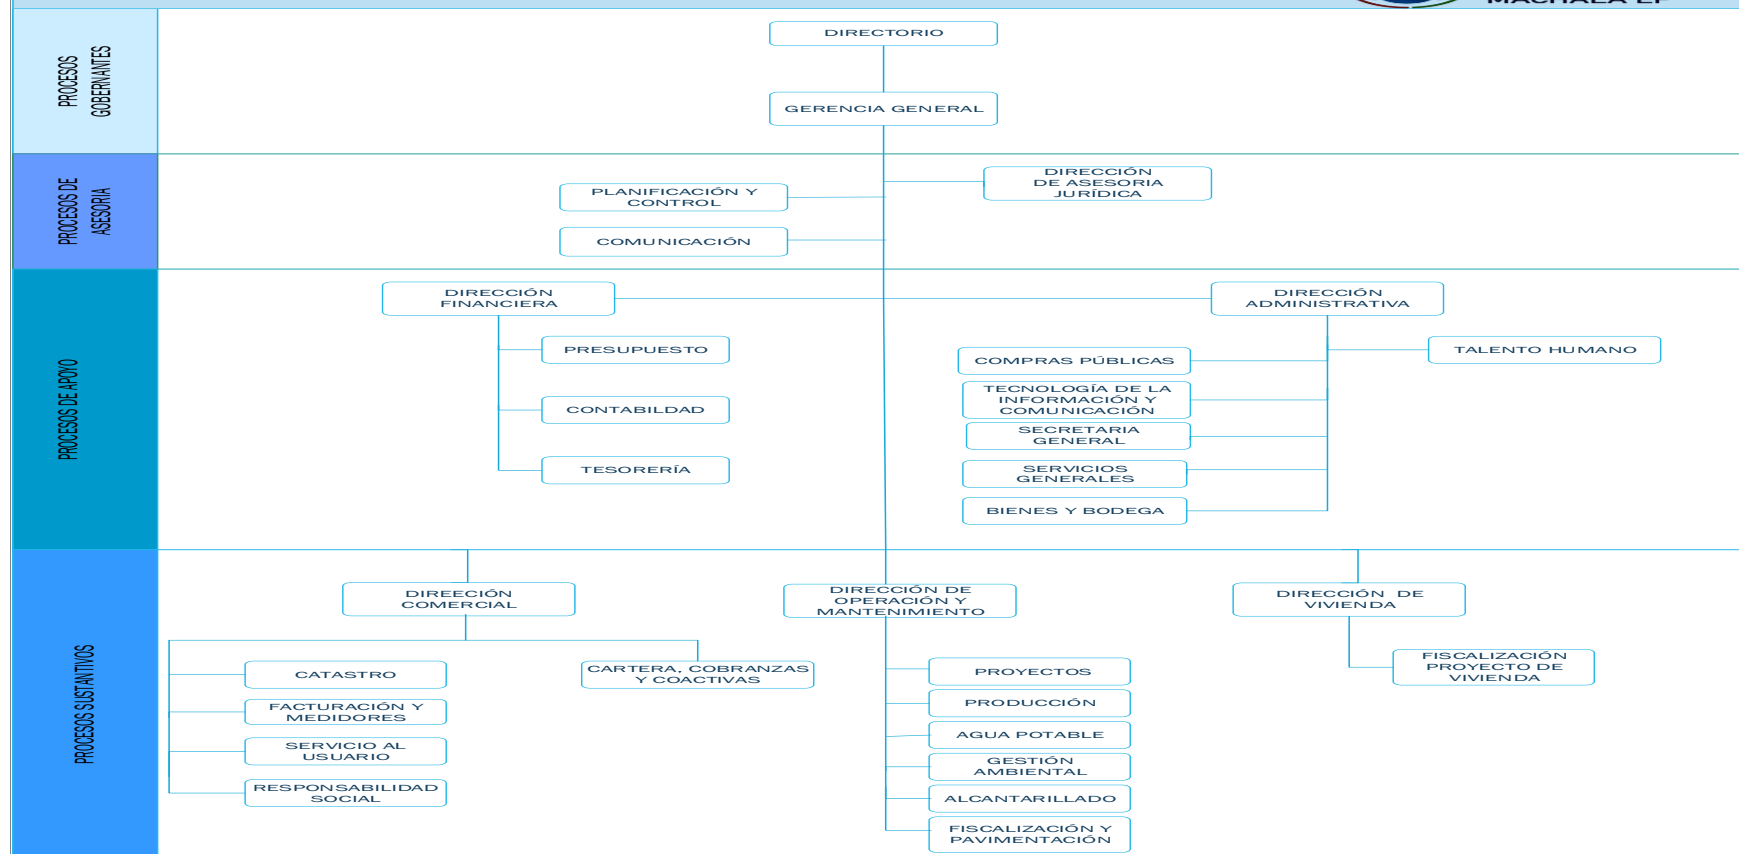 MACHALA EP
PROCESOS
GOBERNANTES
DIRECTORIO
GERENCIA GENERAL
PROCESOS DE
ASESORIA
DIRECCIÓN
DE ASESORIA
JURÍDICA
PLANIFICACIÓN Y
CONTROL
COMUNICACIÓN
PROCESOS DE APOYO
DIRECCIÓN
FINANCIERA
PRESUPUESTO
CONTABILDAD
TESORERÍA
DIRECCIÓN
ADMINISTRATIVA
TALENTO HUMANO
COMPRAS PÚBLICAS
TECNOLOGÍA DE LA
INFORMACIÓN Y
COMUNICACIÓN
SECRETARIA
GENERAL
SERVICIOS
GENERALES
BIENES Y BODEGA
PROCESOS SUSTANTIVOS
DIREECIÓN
COMERCIAL
CATASTRO
FACTURACIÓN Y
MEDIDORES
SERVICIO AL
USUARIO
RESPONSABILIDAD
SOCIAL
CARTERA, COBRANZAS
Y COACTIVAS
DIRECCIÓN DE
OPERACIÓN Y
MANTENIMIENTO
PROYECTOS
PRODUCCIÓN
AGUA POTABLE
GESTIÓN
AMBIENTAL
ALCANTARILLADO
FISCALIZACIÓN Y
PAVIMENTACIÓN
DIRECCIÓN DE
VIVIENDA
FISCALIZACIÓN
PROYECTO DE
VIVIENDA